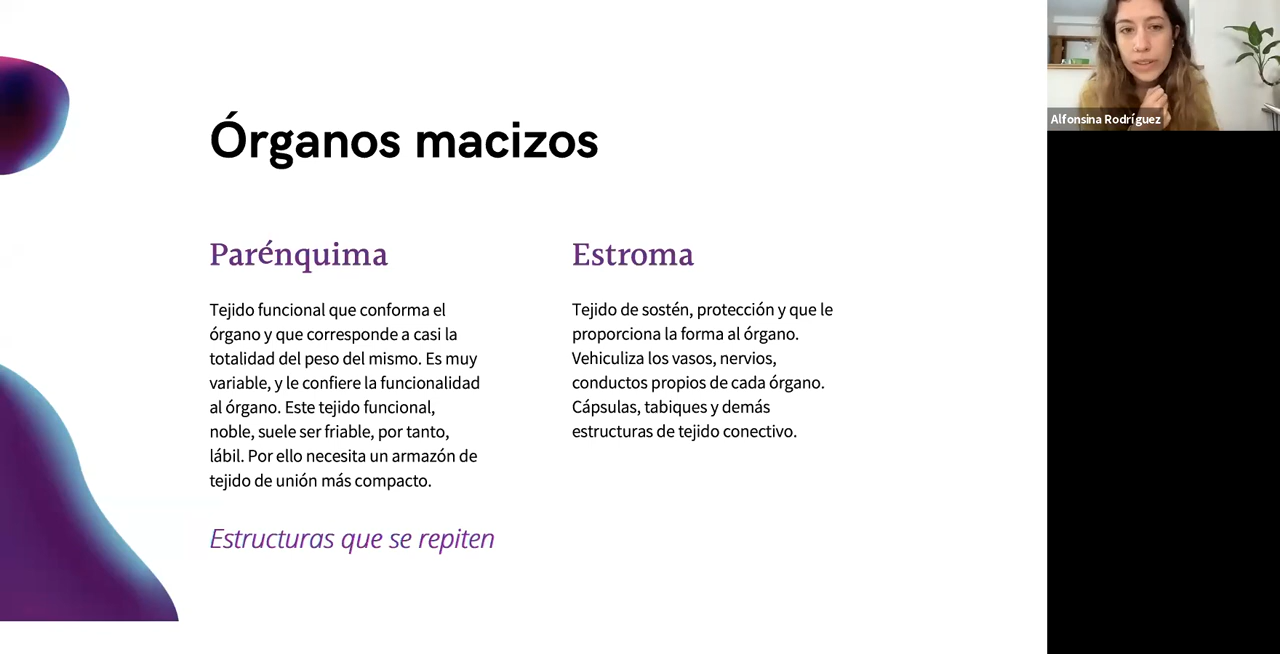 Órganos macizos
Parénquima
Tejido funcional que conforma el
órgano y que corresponde a casi la
totalidad del peso del mismo. Es muy
variable, y le confiere la funcionalidad
al órgano. Este tejido funcional,
noble, suele ser friable, por tanto,
lábil. Por ello necesita un armazón de
tejido de unión más compacto.
Estructuras que se repiten
Estroma
Tejido de sostén, protección y que le
proporciona la forma al órgano.
Vehiculiza los vasos, nervios,
conductos propios de cada órgano.
Cápsulas, tabiques y demás
estructuras de tejido conectivo.
Alfonsina Rodríguez